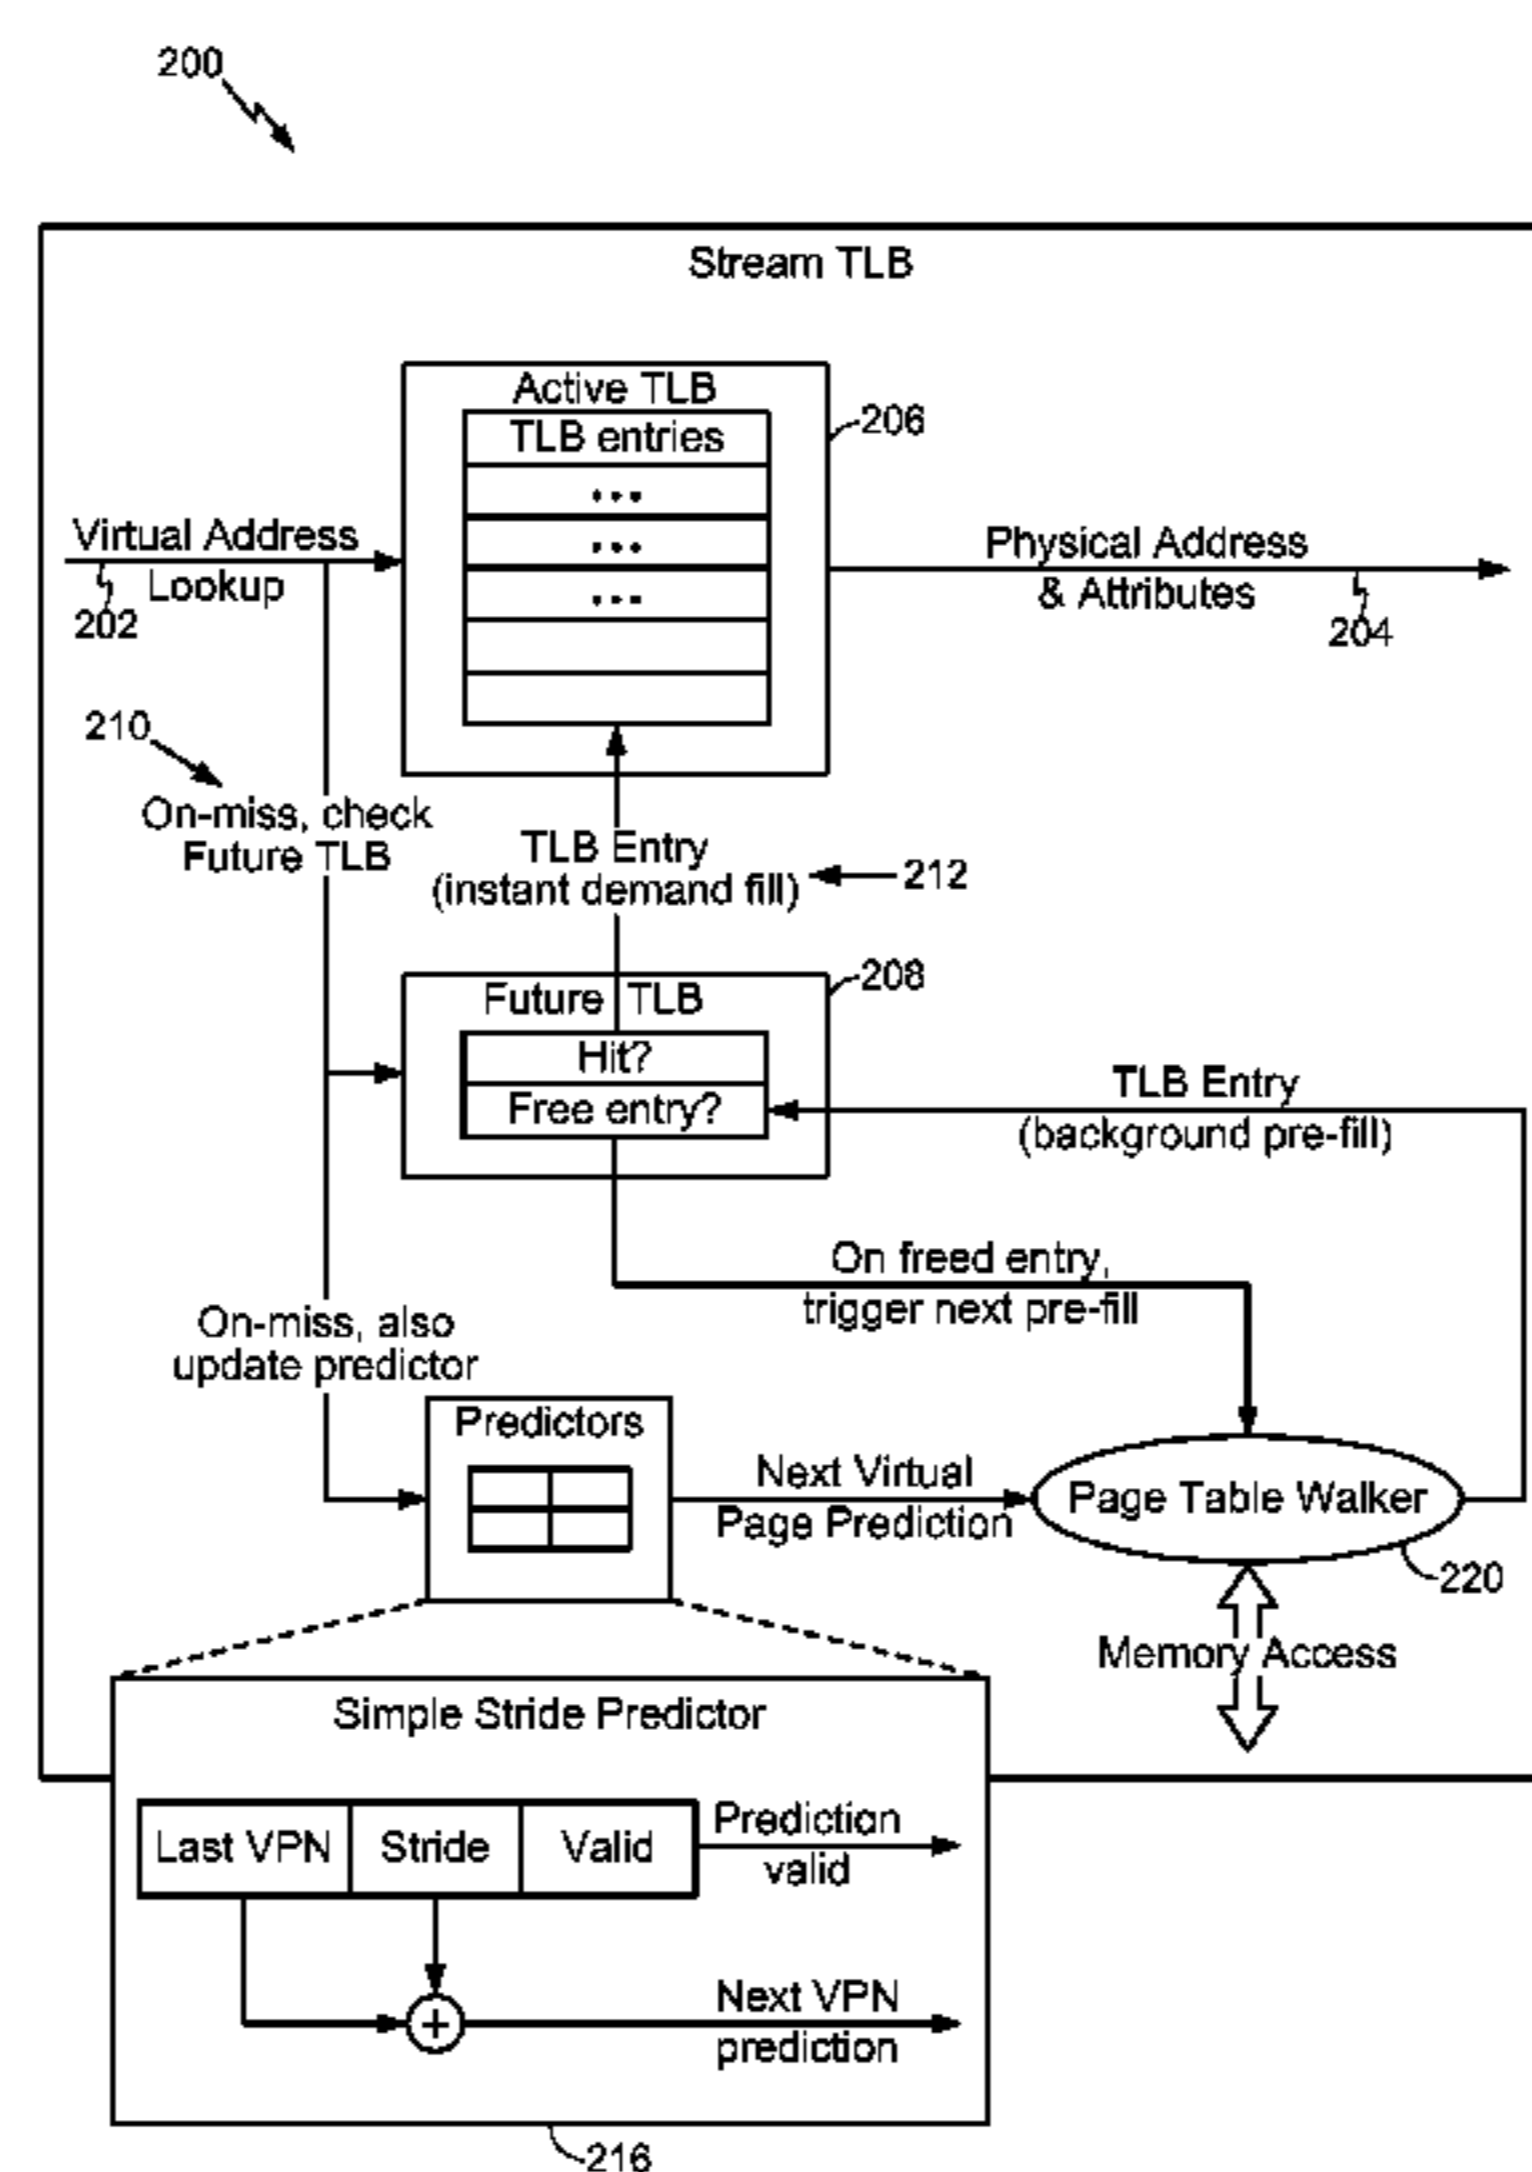 200
Stream TLB
Active TLB
TLB entries
...
...
...
206
Virtual Address
Lookup
202
Physical Address
& Attributes
204
210
On-miss, check
Future TLB
TLB Entry
(instant demand fill)
212
Future TLB
208
Hit?
Free entry?
TLB Entry
(background pre-fill)
On freed entry,
trigger next pre-fill
On-miss, also
update predictor
Predictors
Next Virtual
Page Prediction
Page Table Walker
220
Memory Access
Simple Stride Predictor
Last VPN
Stride
Valid
Prediction
valid
Next VPN
prediction
+
216